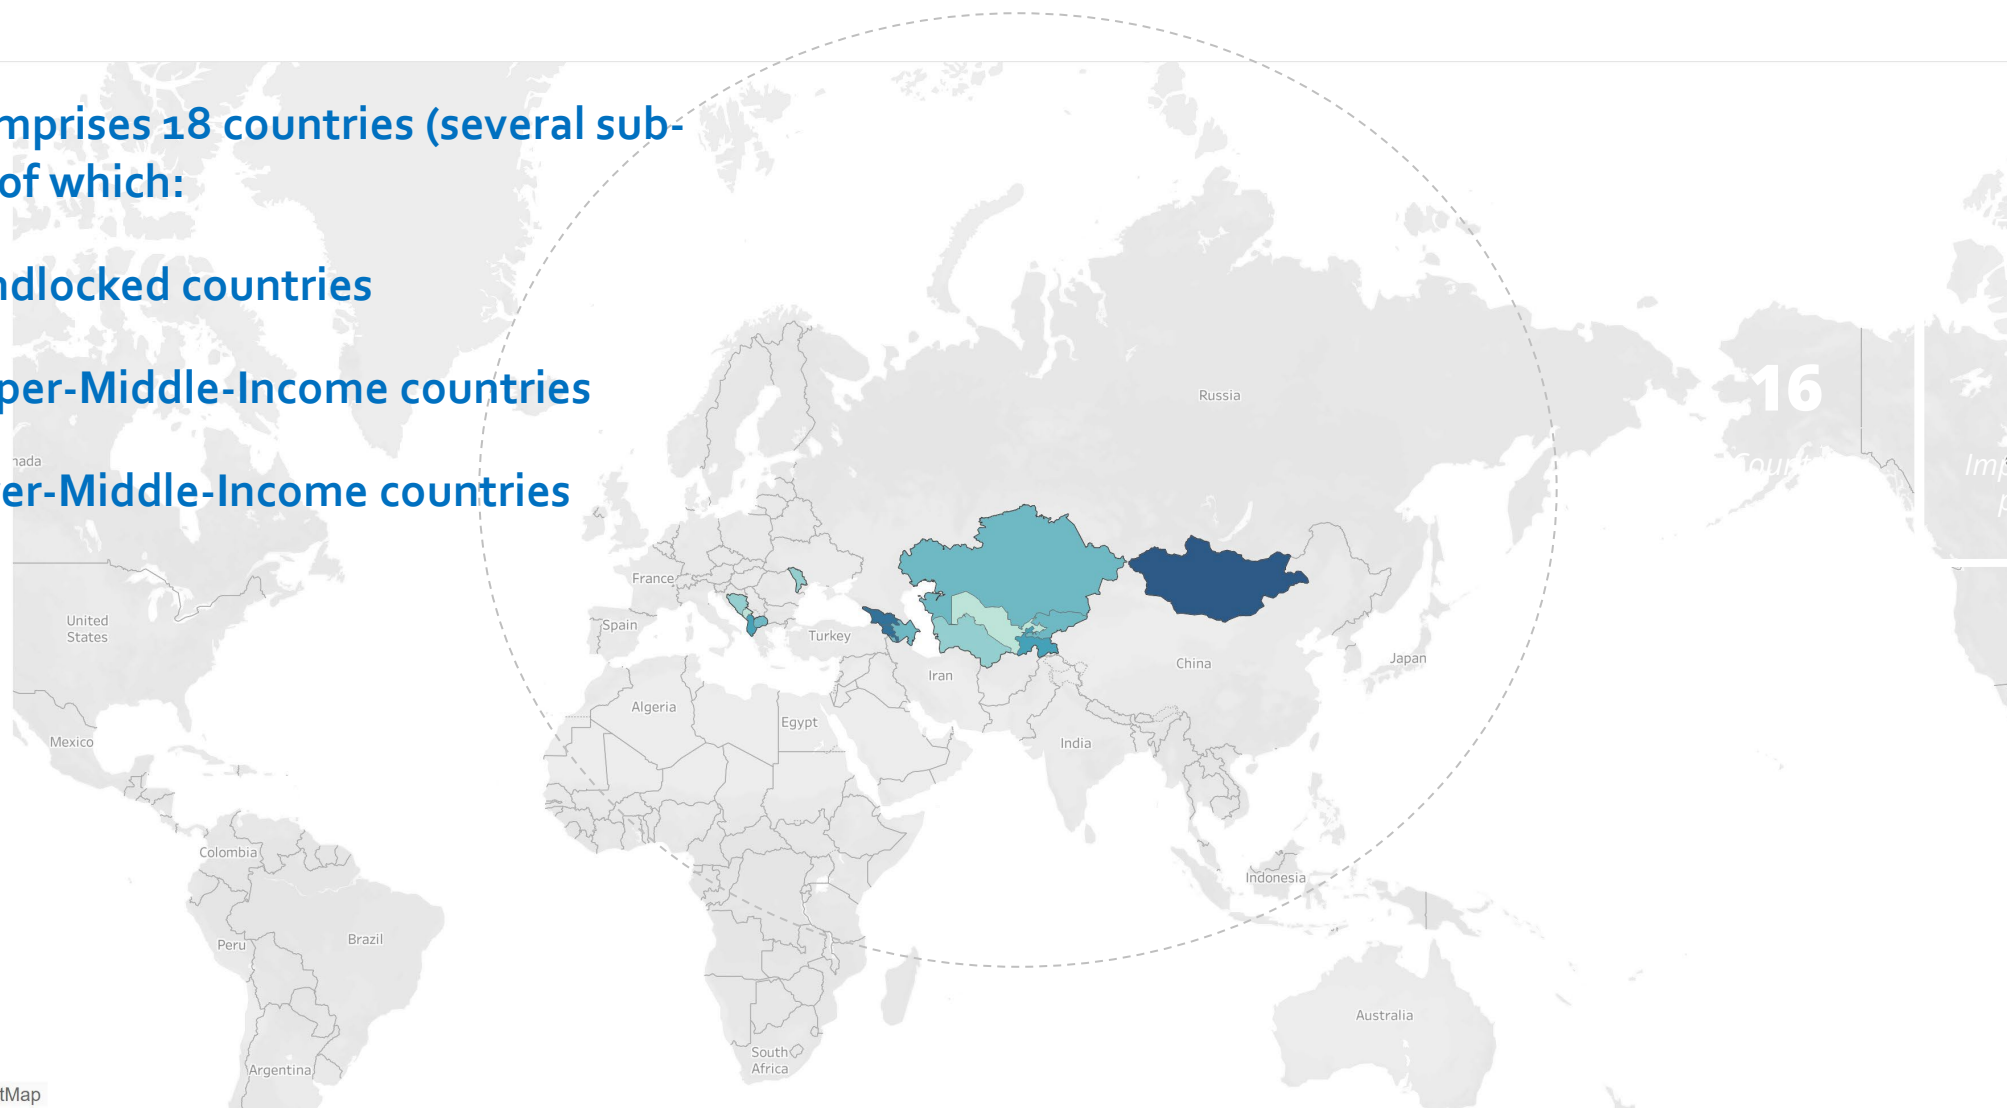 mprises 18 countries (several sub-
of which:
ndlocked countries
per-Middle-Income countries
er-Middle-Income countries
16
Count
Imp
Russia
nada
France
United
States
Spain
Turkey
Japan
China
Iran
Algeria
Egypt
Mexico
India
Colombia
Indonesia
Peru
Brazil
Australia
South
Africa
Argentina
tMap